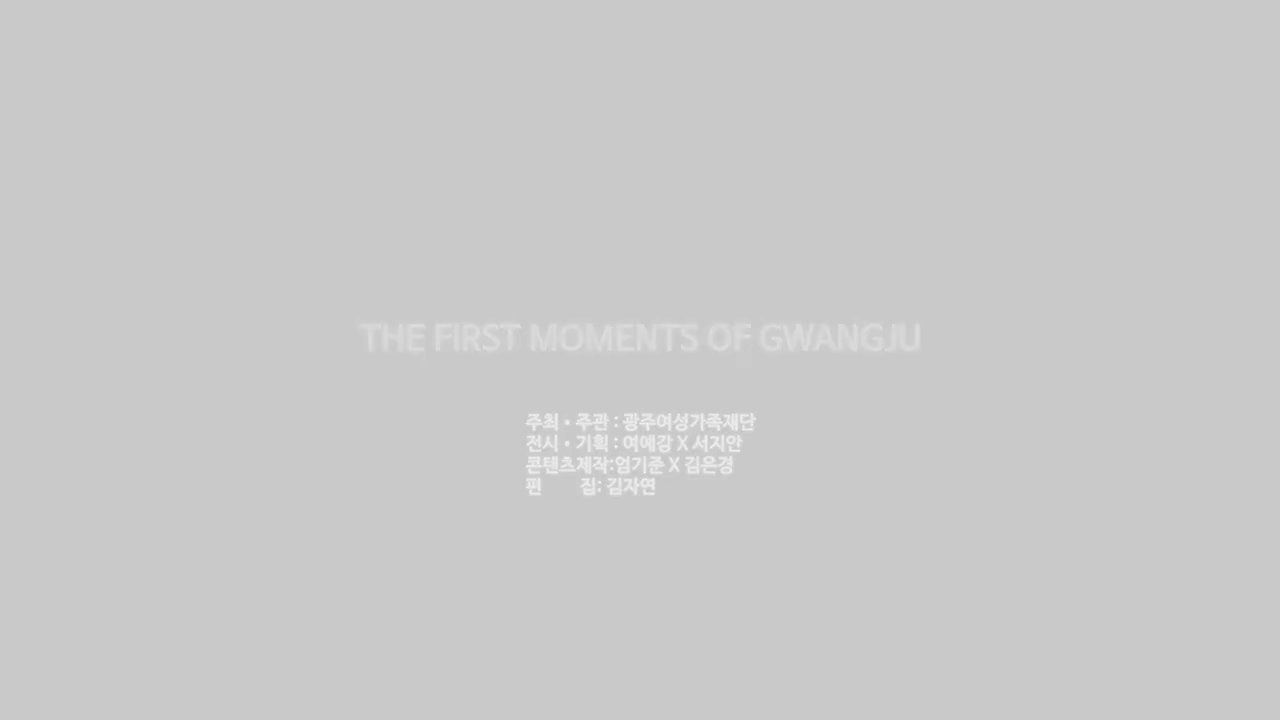 THE FIRST MOMENTS OF GWANGJU
주최 • 주관 : 광주여성가족재단
전시 • 기획 : 여예강 X 서지안
콘텐츠제작:엄기준 X 김은경
편 집: 김자연